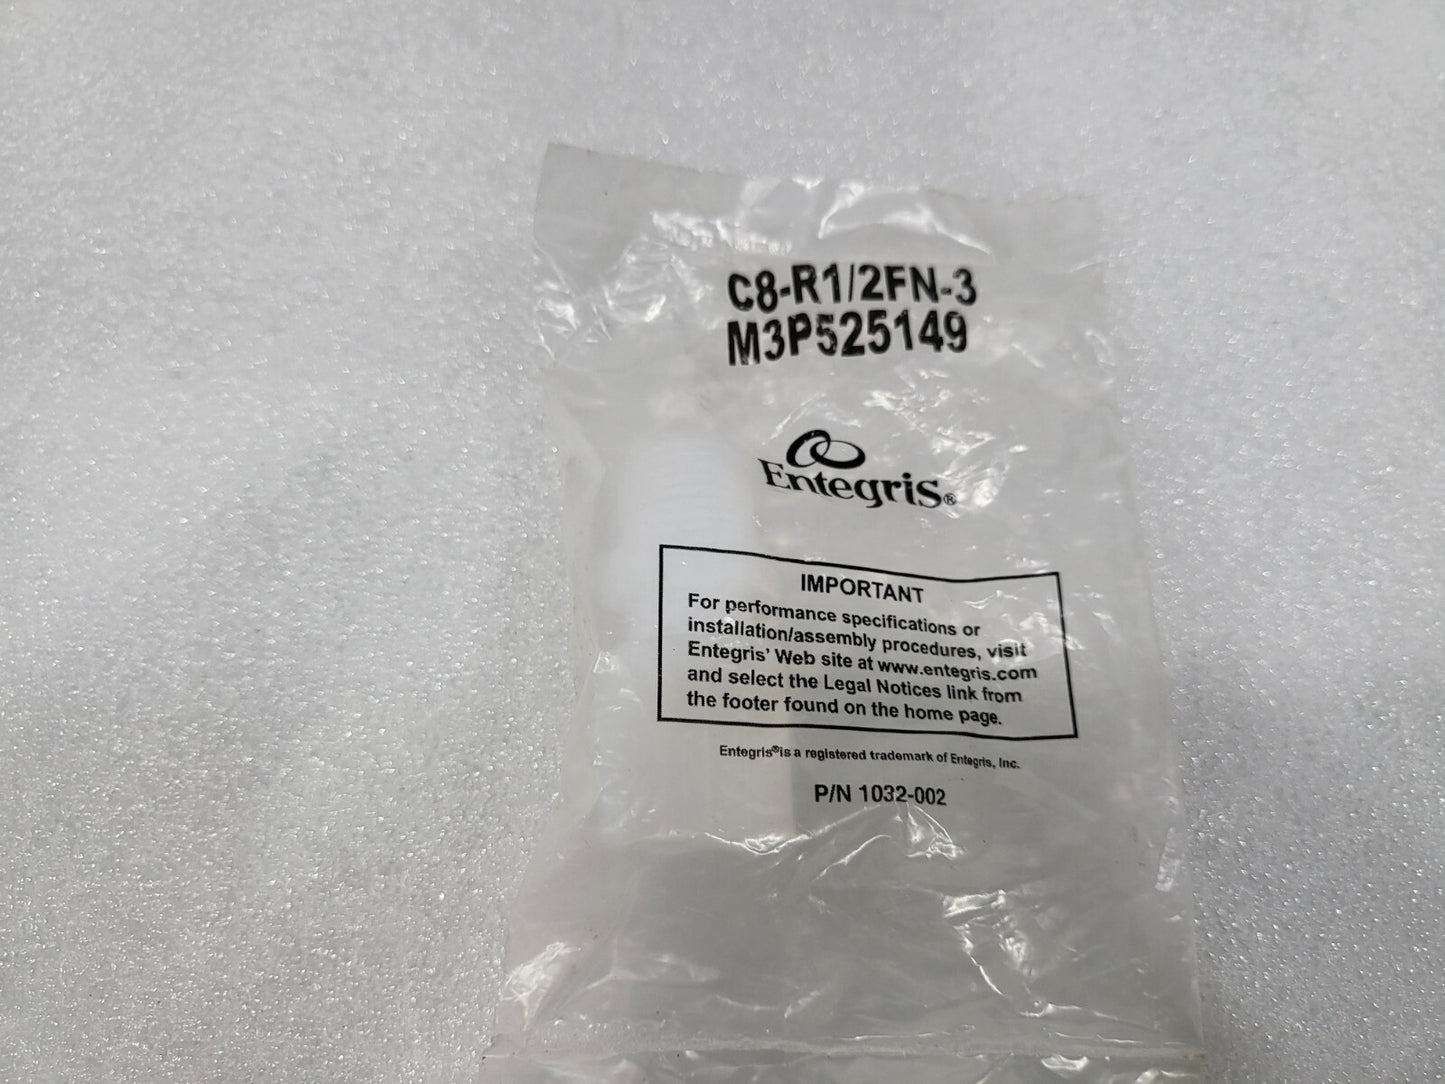 C8-R1/2FN-3
M3P525149
Entegris®
IMPORTANT
For performance specifications or
installation/assembly procedures, visit
Entegris' Web site at www.entegris.com
and select the Legal Notices link from
the footer found on the home page.
Entegris® is a registered trademark of Entegris, Inc.
P/N 1032-002